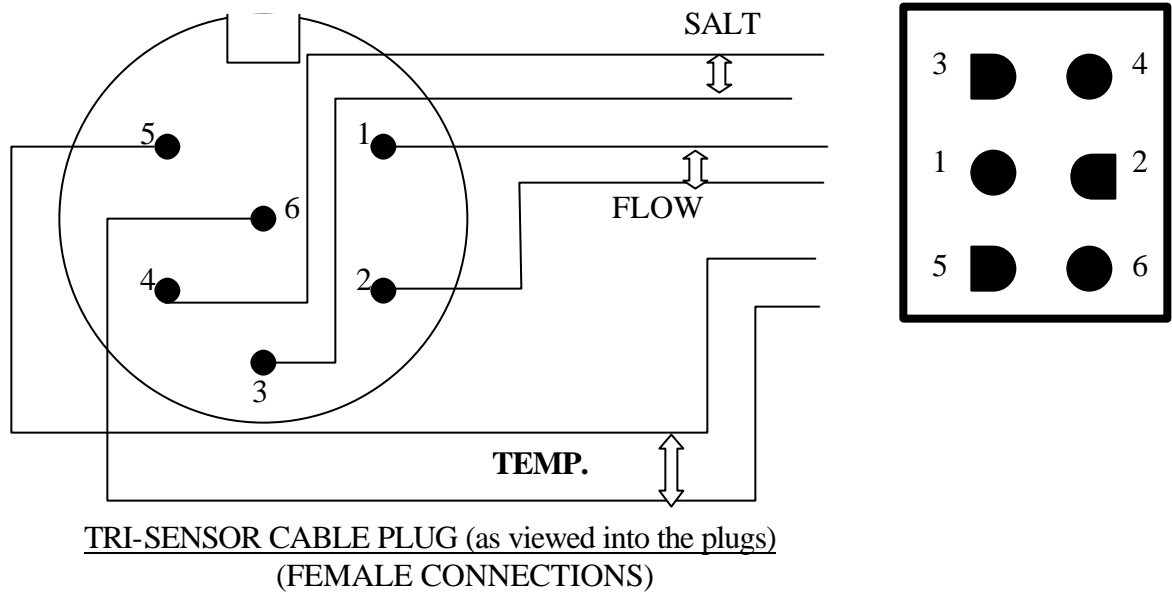 SALT
3 4
5 1
1 2
6
FLOW
4 2
5 6
3
TEMP.
TRI-SENSOR CABLE PLUG (as viewed into the plugs)
(FEMALE CONNECTIONS)